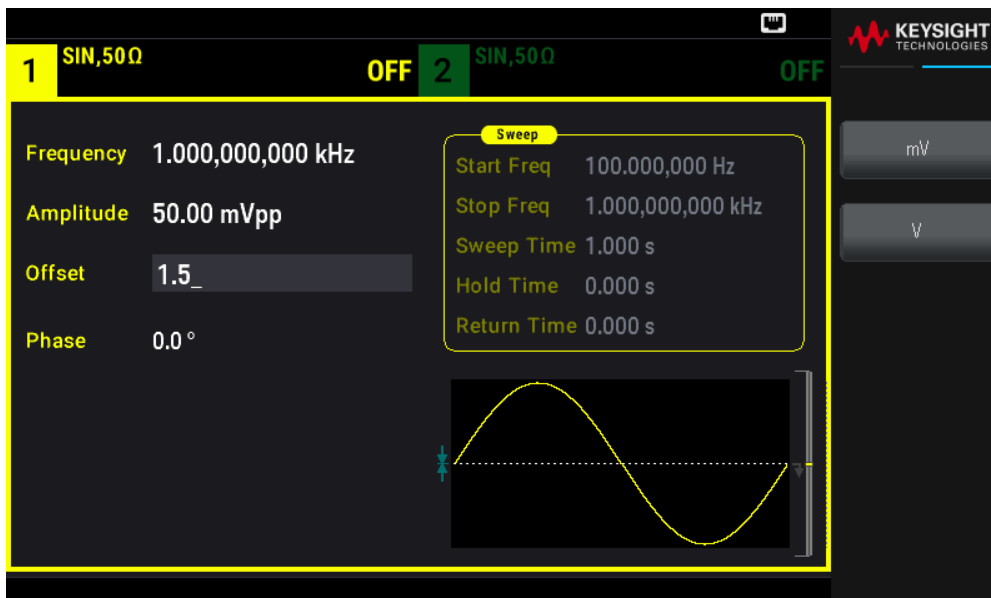 KEYSIGHT
TECHNOLOGIES
1 SIN,50Ω OFF
2 SIN,50Ω OFF
Frequency 1.000,000,000 kHz
Amplitude 50.00 mVpp
Offset 1.5_
Phase 0.0 °
Sweep
Start Freq 100.000,000 Hz
Stop Freq 1.000,000,000 kHz
Sweep Time 1.000 s
Hold Time 0.000 s
Return Time 0.000 s
mV
V